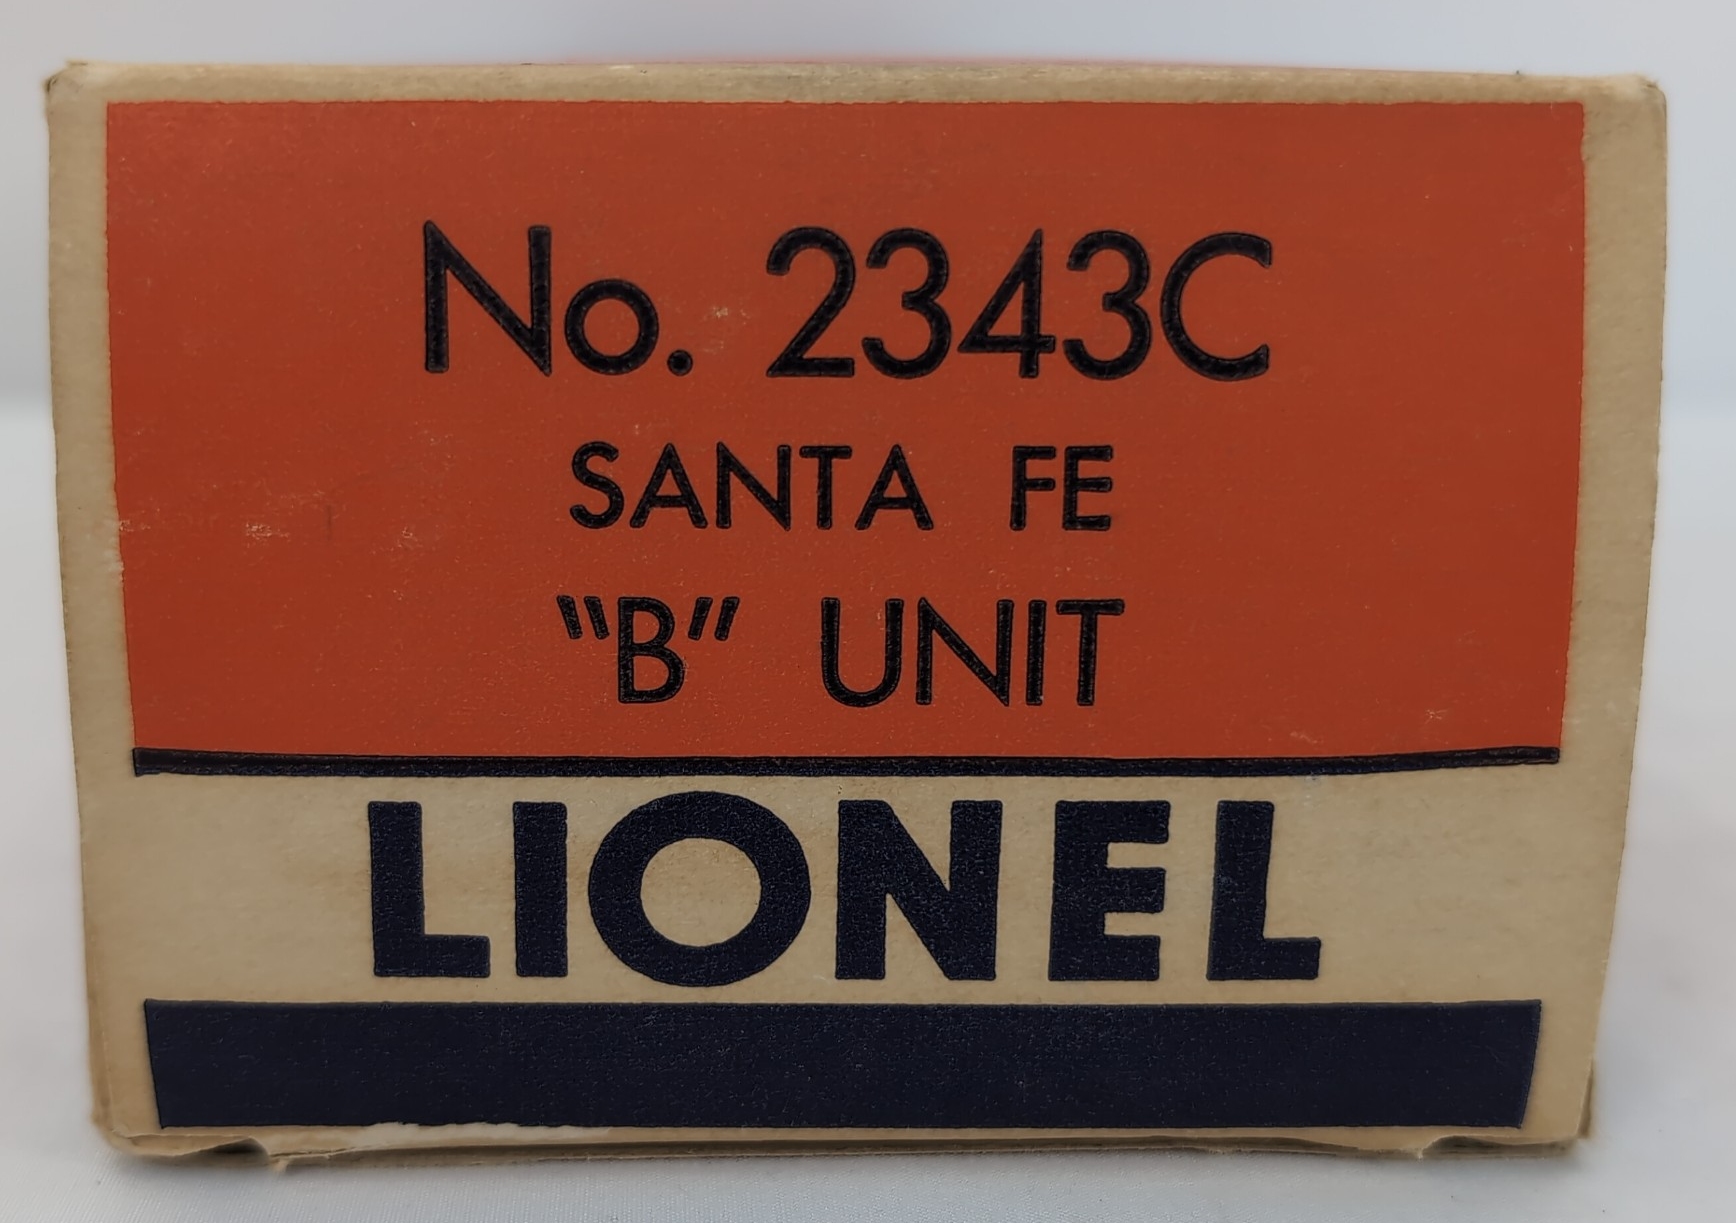 No. 2343C
SANTA FE
"B" UNIT
LIONEL